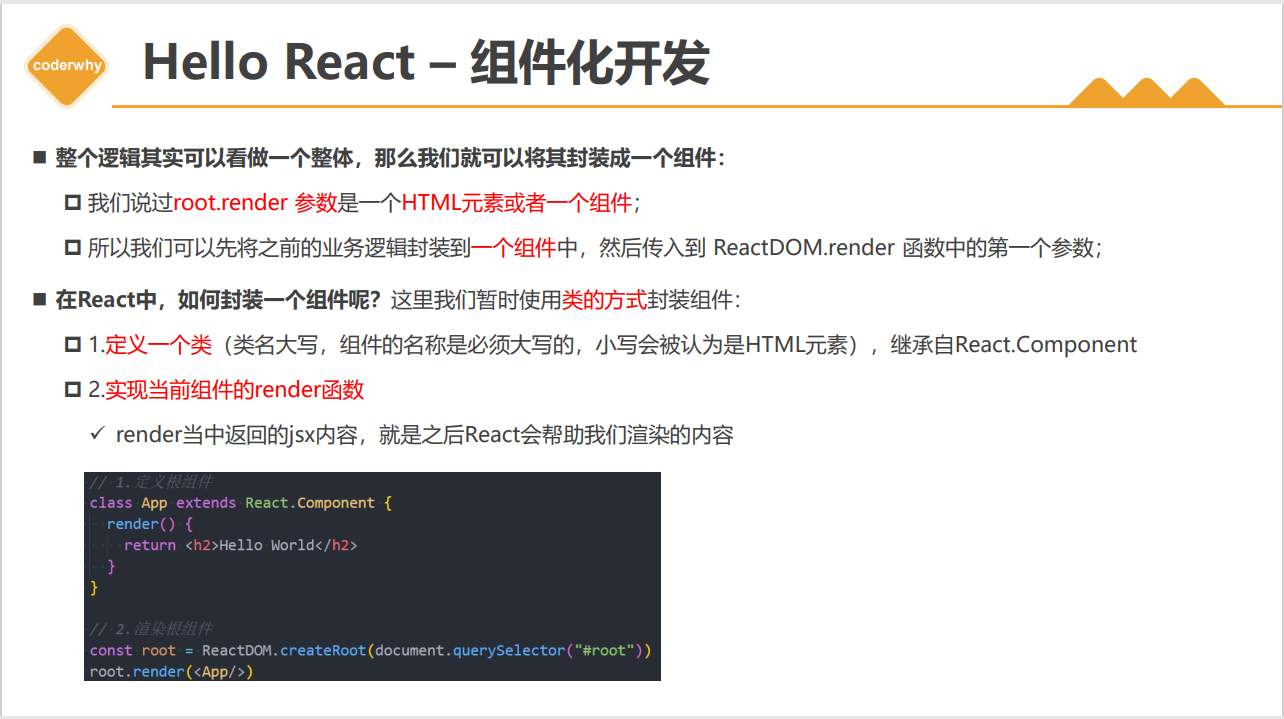 coderwhy
Hello React – 组件化开发
整个逻辑其实可以看做一个整体，那么我们就可以将其封装成一个组件：
我们说过root.render 参数是一个HTML元素或者一个组件；
所以我们可以先将之前的业务逻辑封装到一个组件中，然后传入到 ReactDOM.render 函数中的第一个参数；
在React中，如何封装一个组件呢？这里我们暂时使用类的方式封装组件：
1.定义一个类（类名大写，组件的名称是必须大写的，小写会被认为是HTML元素），继承自React.Component
2.实现当前组件的render函数
✓ render当中返回的jsx内容，就是之后React会帮助我们渲染的内容
// 1.定义根组件
class App extends React.Component {
render() {
return <h2>Hello World</h2>
}
}
// 2.渲染根组件
const root = ReactDOM.createRoot(document.querySelector("#root"))
root.render(<App/>)